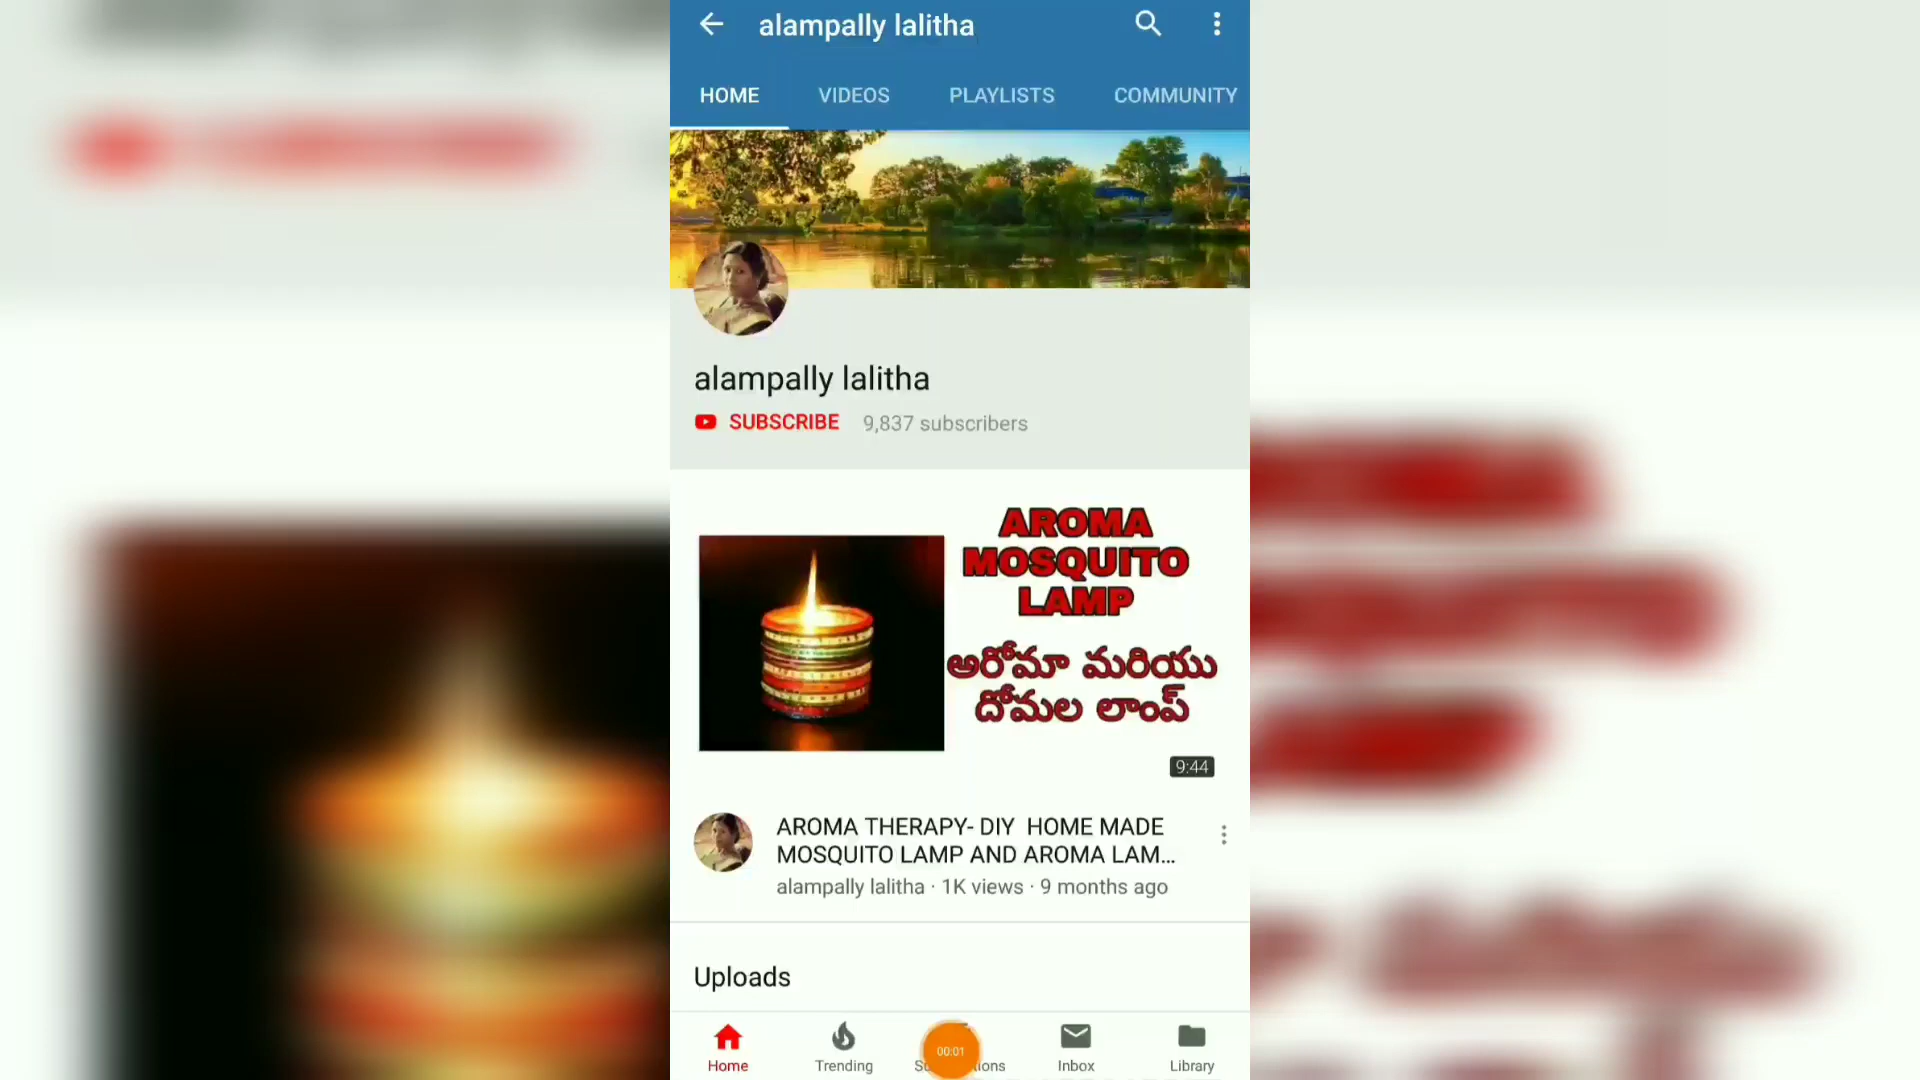 alampally lalitha
HOME VIDEOS PLAYLISTS COMMUNITY
alampally lalitha
SUBSCRIBE 9,837 subscribers
AROMA
MOSQUITO
LAMP
అరోమా మరియు
దోమల లాంప్
9:44
AROMA THERAPY- DIY HOME MADE
MOSQUITO LAMP AND AROMA LAM...
alampally lalitha · 1K views · 9 months ago
Uploads
00:01
Home Trending Inbox Library